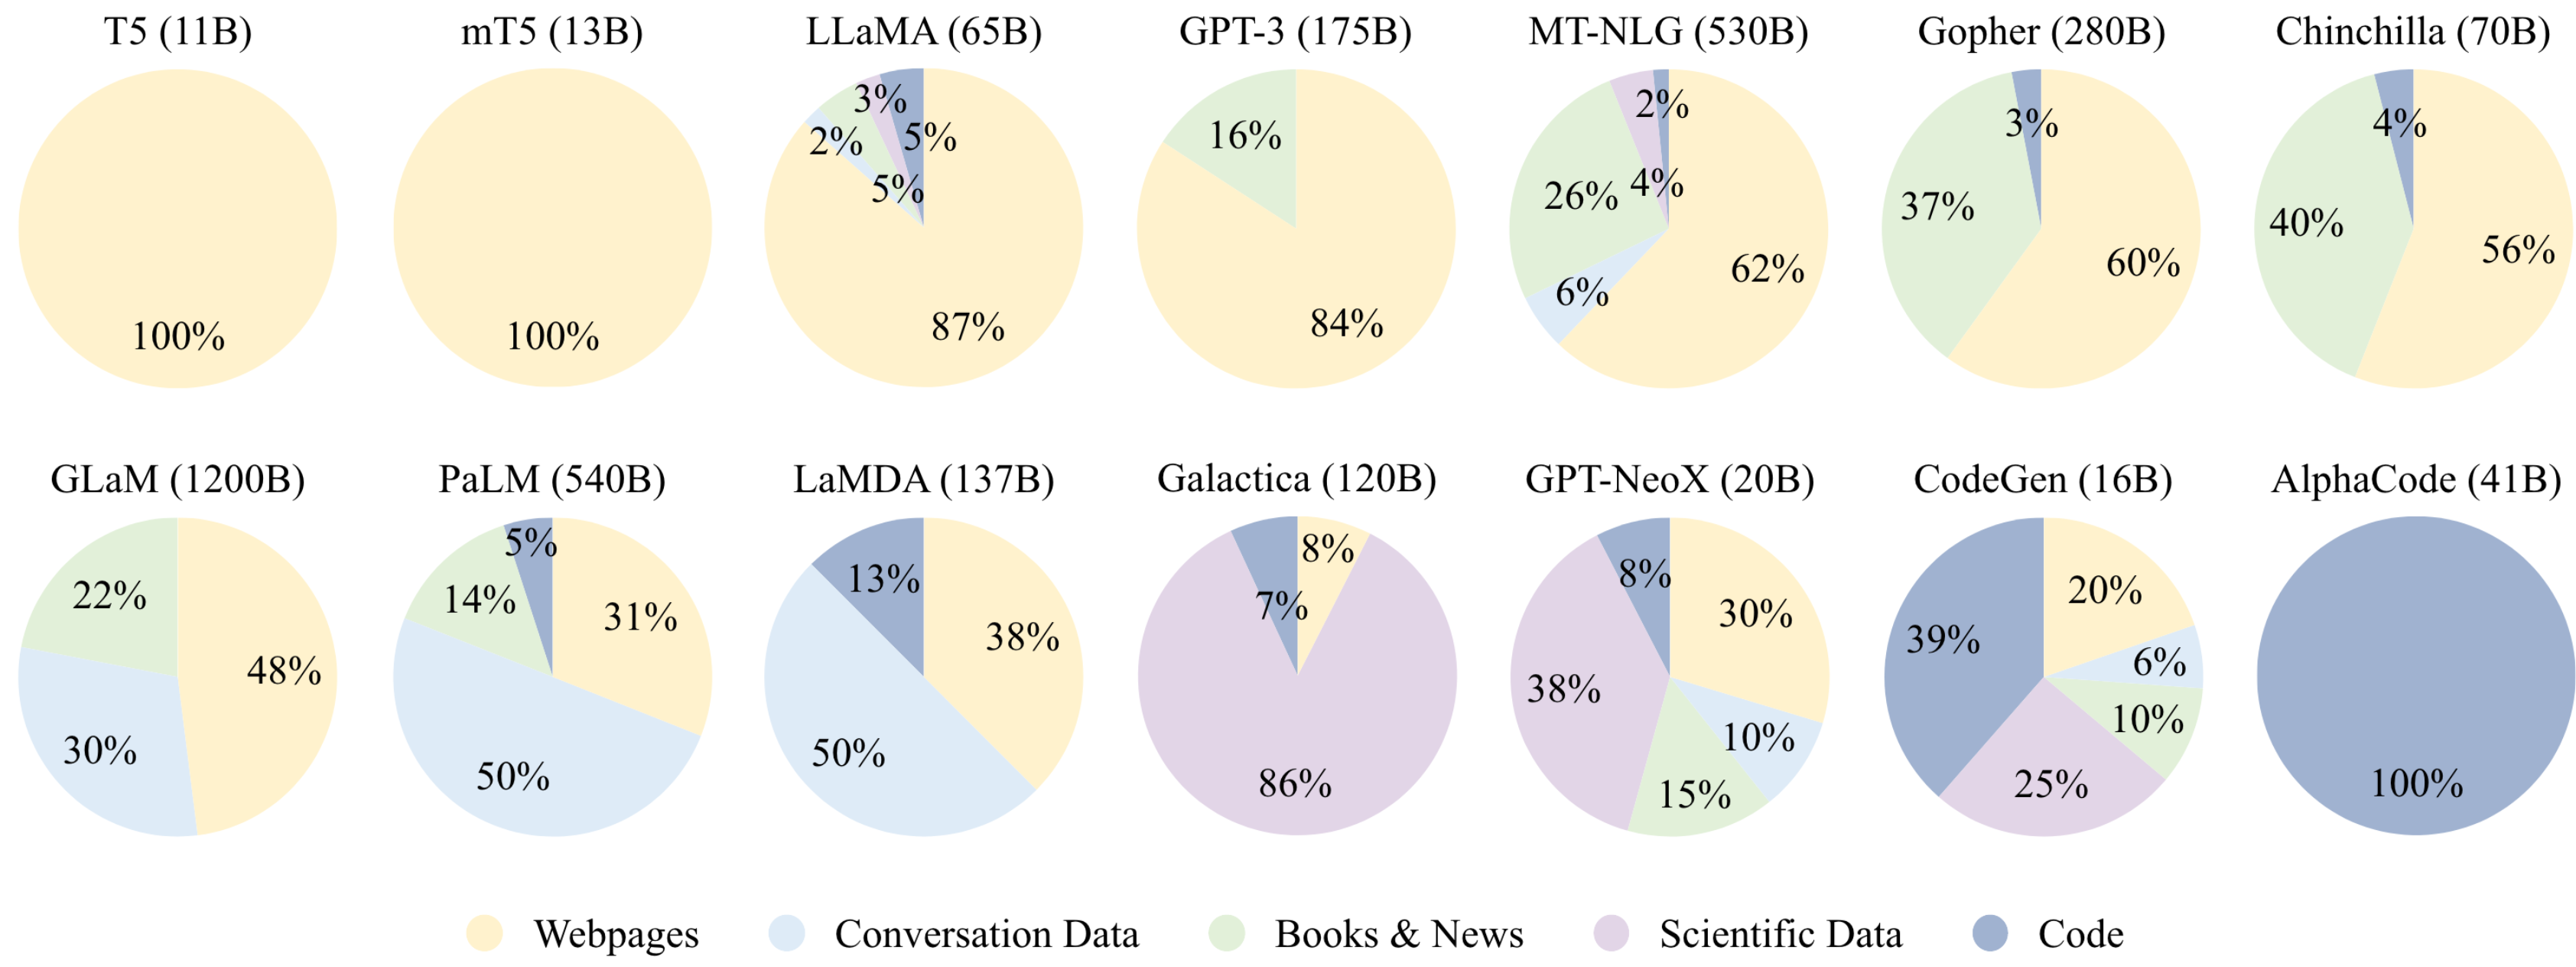 T5 (11B)
mT5 (13B)
LLaMA (65B)
GPT-3 (175B)
MT-NLG (530B)
Gopher (280B)
Chinchilla (70B)
100%
100%
3%
2%
5%
5%
87%
16%
84%
2%
26%
4%
6%
62%
3%
37%
60%
4%
40%
56%
GLaM (1200B)
PaLM (540B)
LaMDA (137B)
Galactica (120B)
GPT-NeoX (20B)
CodeGen (16B)
AlphaCode (41B)
22%
48%
30%
5%
14%
31%
50%
13%
38%
50%
8%
7%
86%
8%
30%
38%
10%
15%
20%
39%
6%
10%
25%
100%
Webpages
Conversation Data
Books & News
Scientific Data
Code